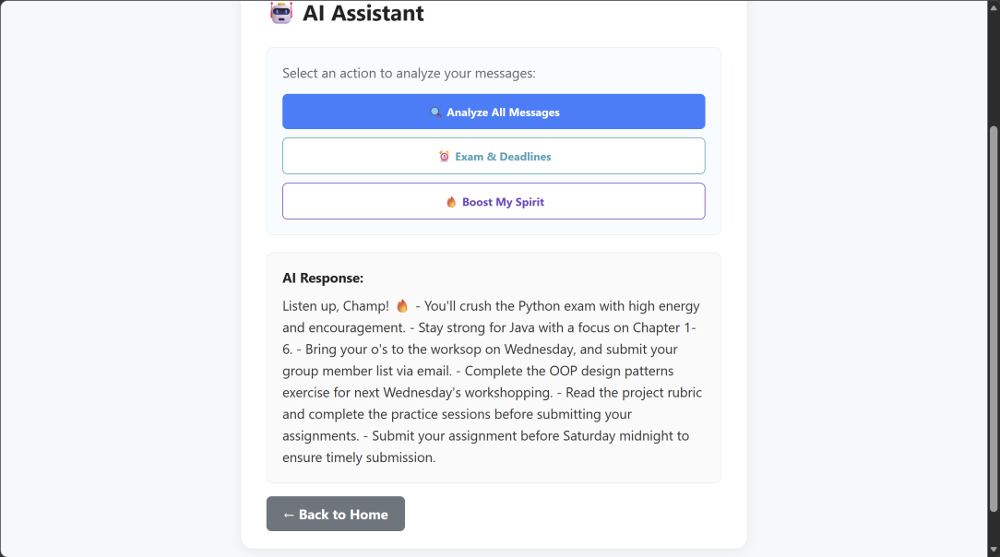 AI Assistant
Select an action to analyze your messages:
Analyze All Messages
Exam & Deadlines
Boost My Spirit
AI Response:
Listen up, Champ! 🔥 - You'll crush the Python exam with high energy
and encouragement. - Stay strong for Java with a focus on Chapter 1-
6. - Bring your o's to the worksop on Wednesday, and submit your
group member list via email. - Complete the OOP design patterns
exercise for next Wednesday's workshopping. - Read the project rubric
and complete the practice sessions before submitting your
assignments. - Submit your assignment before Saturday midnight to
ensure timely submission.
← Back to Home